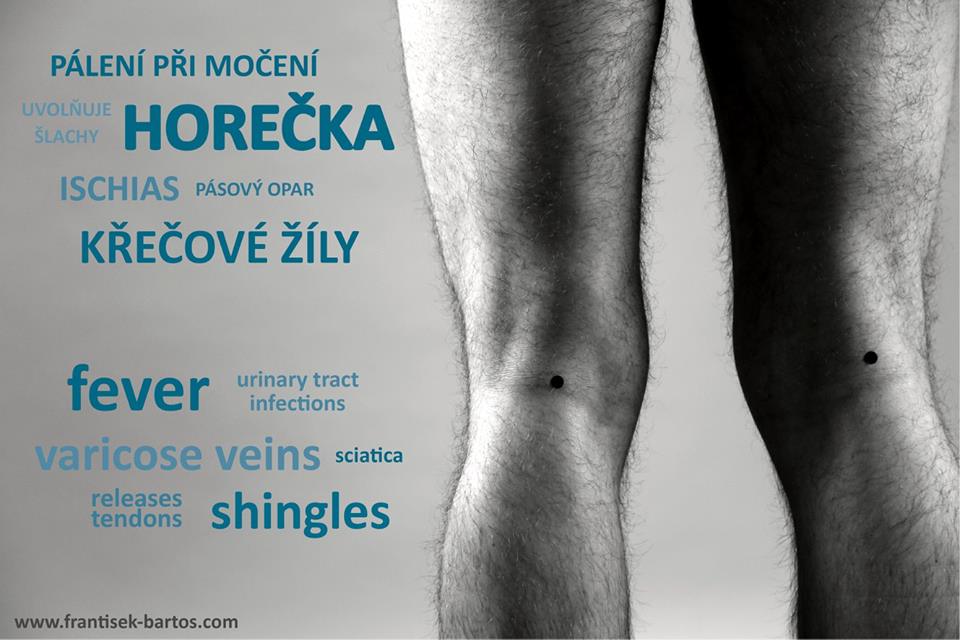 PÁLENÍ PŘI MOČENÍ
UVOLŇUJE
ŠLACHY
HOREČKA
ISCHIAS
PÁSOVÝ OPAR
KŘEČOVÉ ŽÍLY
fever
urinary tract
infections
varicose veins
sciatica
releases
tendons
shingles
www.frantisek-bartos.com